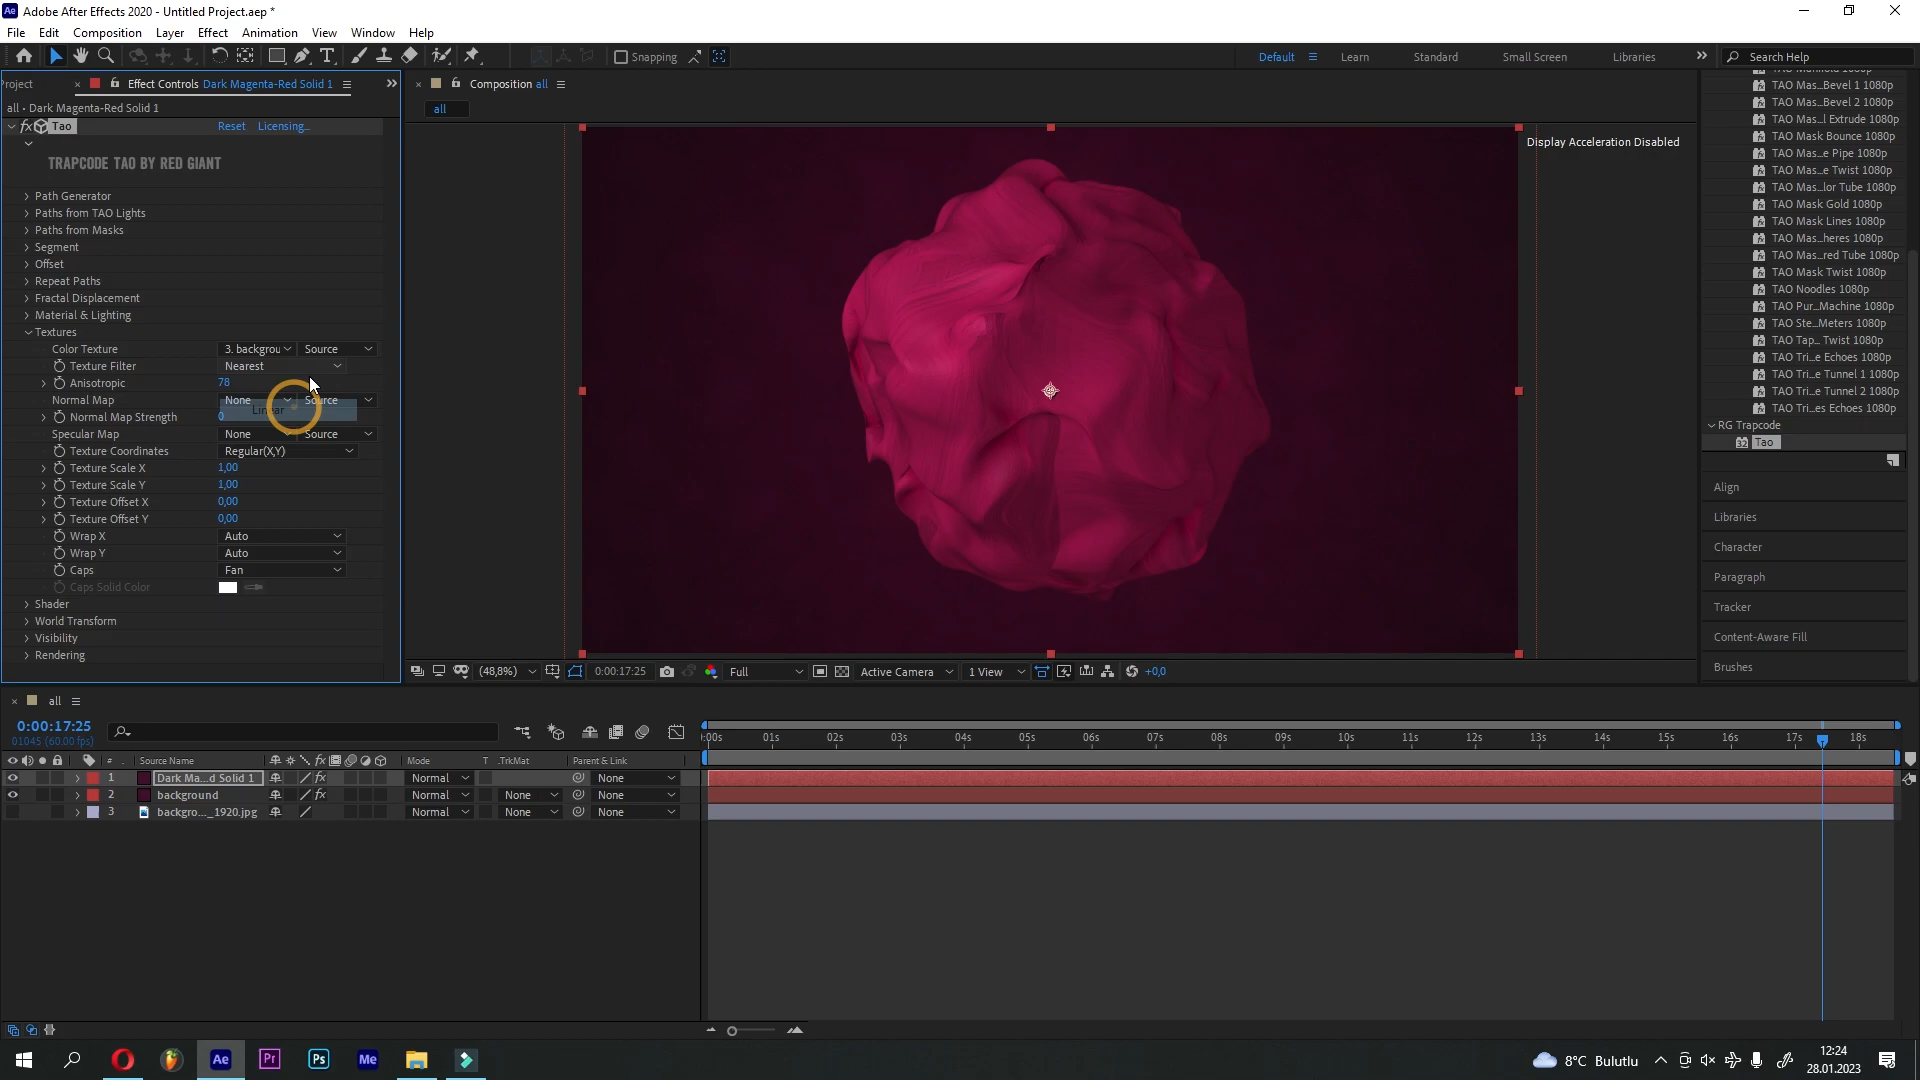 Adobe After Effects 2020 - Untitled Project.aep *
File Edit Composition Layer Effect Animation View Window Help
Snapping
Default Learn Standard Small Screen Libraries
Search Help
Project
Effect Controls Dark Magenta-Red Solid 1
all • Dark Magenta-Red Solid 1
Tao Reset Licensing...
TRAPCODE TAO BY RED GIANT
Path Generator
Paths from TAO Lights
Paths from Masks
Segment
Offset
Repeat Paths
Fractal Displacement
Material & Lighting
Textures
Color Texture 3. backgrou Source
Texture Filter Nearest
Anisotropic 78
Normal Map None Source
Linear
Normal Map Strength 0
Specular Map None Source
Texture Coordinates Regular(X,Y)
Texture Scale X 1,00
Texture Scale Y 1,00
Texture Offset X 0,00
Texture Offset Y 0,00
Wrap X Auto
Wrap Y Auto
Caps Fan
Caps Solid Color
Shader
World Transform
Visibility
Rendering
Composition all
all
Display Acceleration Disabled
(48,8%) 0:00:17:25 Full Active Camera 1 View +0,0
TAO Mas...Bevel 1 1080p
TAO Mas...Bevel 2 1080p
TAO Mas...l Extrude 1080p
TAO Mask Bounce 1080p
TAO Mas...e Pipe 1080p
TAO Mas...e Twist 1080p
TAO Mas...lor Tube 1080p
TAO Mask Gold 1080p
TAO Mask Lines 1080p
TAO Mas...heres 1080p
TAO Mas...red Tube 1080p
TAO Mask Twist 1080p
TAO Noodles 1080p
TAO Pur...Machine 1080p
TAO Ste...Meters 1080p
TAO Tap... Twist 1080p
TAO Tri...e Echoes 1080p
TAO Tri...e Tunnel 1 1080p
TAO Tri...e Tunnel 2 1080p
TAO Tri...es Echoes 1080p
RG Trapcode
32 Tao
Align
Libraries
Character
Paragraph
Tracker
Content-Aware Fill
Brushes
all
0:00:17:25
01045 (60.00 fps)
:00s 01s 02s 03s 04s 05s 06s 07s 08s 09s 10s 11s 12s 13s 14s 15s 16s 17s 18s
# Source Name Mode T .TrkMat Parent & Link
1 Dark Ma...d Solid 1 Normal None
2 background Normal None None
3 backgro..._1920.jpg Normal None None
Ae Pr Ps Me
8°C Bulutlu
12:24
28.01.2023